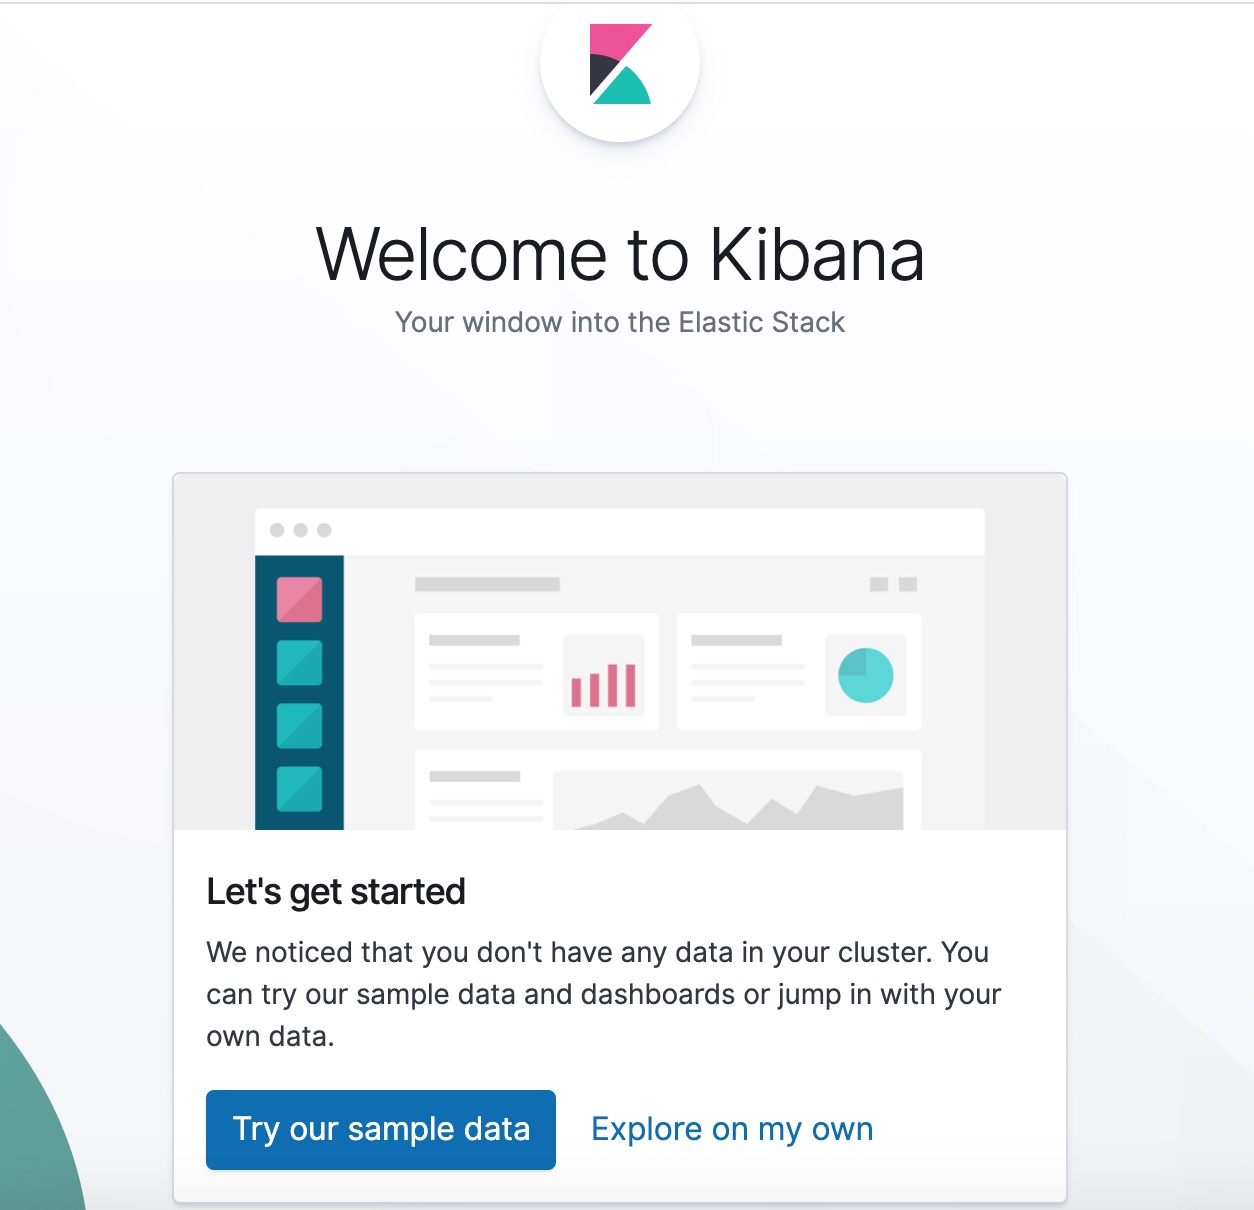 Welcome to Kibana
Your window into the Elastic Stack
Let's get started
We noticed that you don't have any data in your cluster. You
can try our sample data and dashboards or jump in with your
own data.
Try our sample data
Explore on my own